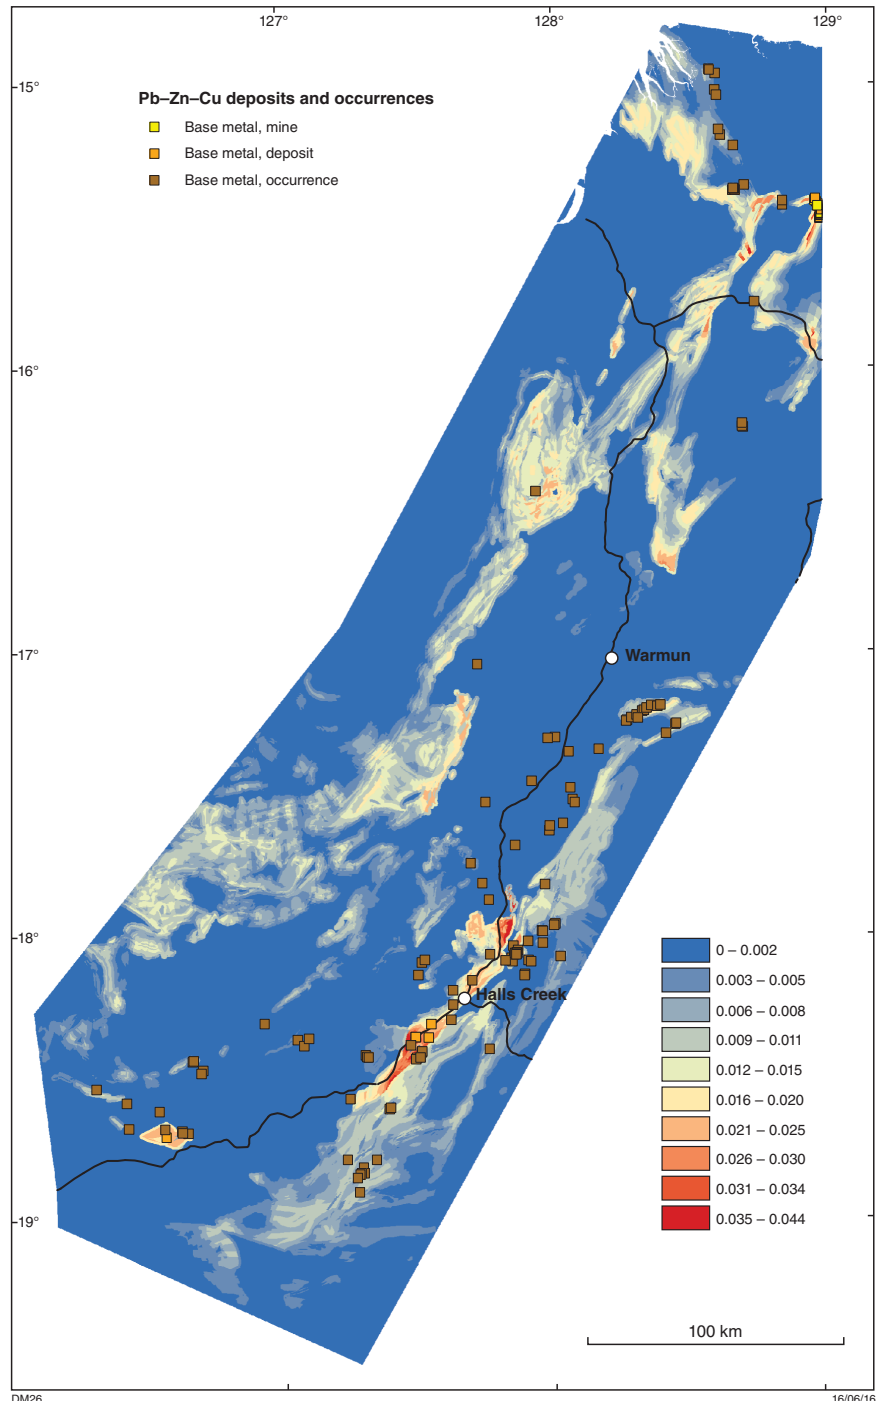 127°
128°
129°
15°
Pb–Zn–Cu deposits and occurrences
Base metal, mine
Base metal, deposit
Base metal, occurrence
16°
17°
Warmun
18°
0 – 0.002
0.003 – 0.005
Halls Creek
0.006 – 0.008
0.009 – 0.011
0.012 – 0.015
0.016 – 0.020
0.021 – 0.025
0.026 – 0.030
0.031 – 0.034
19°
0.035 – 0.044
100 km
DM26
16/06/16